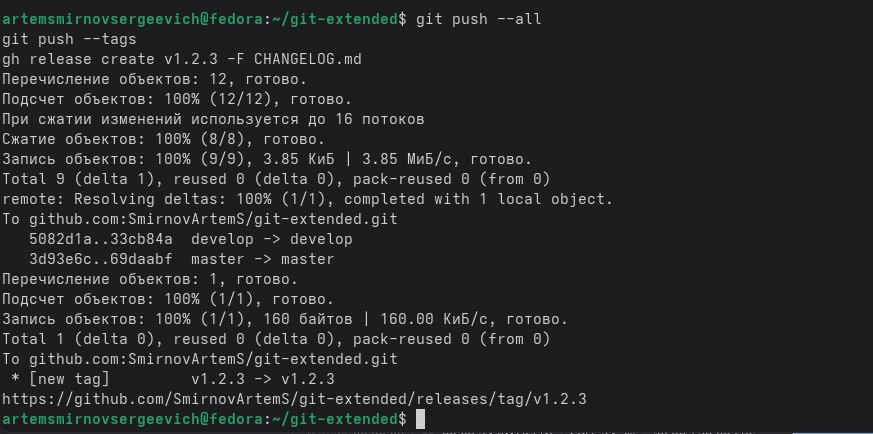 artemsmirnovsergeevich@fedora:~/git-extended$ git push --all
git push --tags
gh release create v1.2.3 -F CHANGELOG.md
Перечисление объектов: 12, готово.
Подсчет объектов: 100% (12/12), готово.
При сжатии изменений используется до 16 потоков
Сжатие объектов: 100% (8/8), готово.
Запись объектов: 100% (9/9), 3.85 КиБ | 3.85 МиБ/с, готово.
Total 9 (delta 1), reused 0 (delta 0), pack-reused 0 (from 0)
remote: Resolving deltas: 100% (1/1), completed with 1 local object.
To github.com:SmirnovArtemS/git-extended.git
   5082d1a..33cb84a  develop -> develop
   3d93e6c..69daabf  master -> master
Перечисление объектов: 1, готово.
Подсчет объектов: 100% (1/1), готово.
Запись объектов: 100% (1/1), 160 байтов | 160.00 КиБ/с, готово.
Total 1 (delta 0), reused 0 (delta 0), pack-reused 0 (from 0)
To github.com:SmirnovArtemS/git-extended.git
 * [new tag]         v1.2.3 -> v1.2.3
https://github.com/SmirnovArtemS/git-extended/releases/tag/v1.2.3
artemsmirnovsergeevich@fedora:~/git-extended$